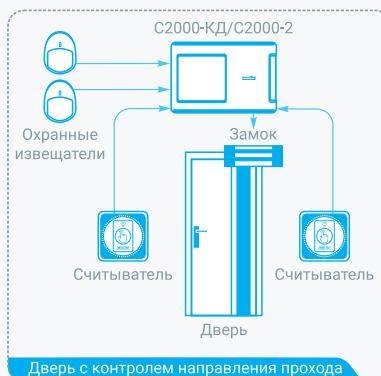 С2000-КД/С2000-2
Охранные
извещатели
Замок
Считыватель
Считыватель
Дверь
Дверь с контролем направления прохода